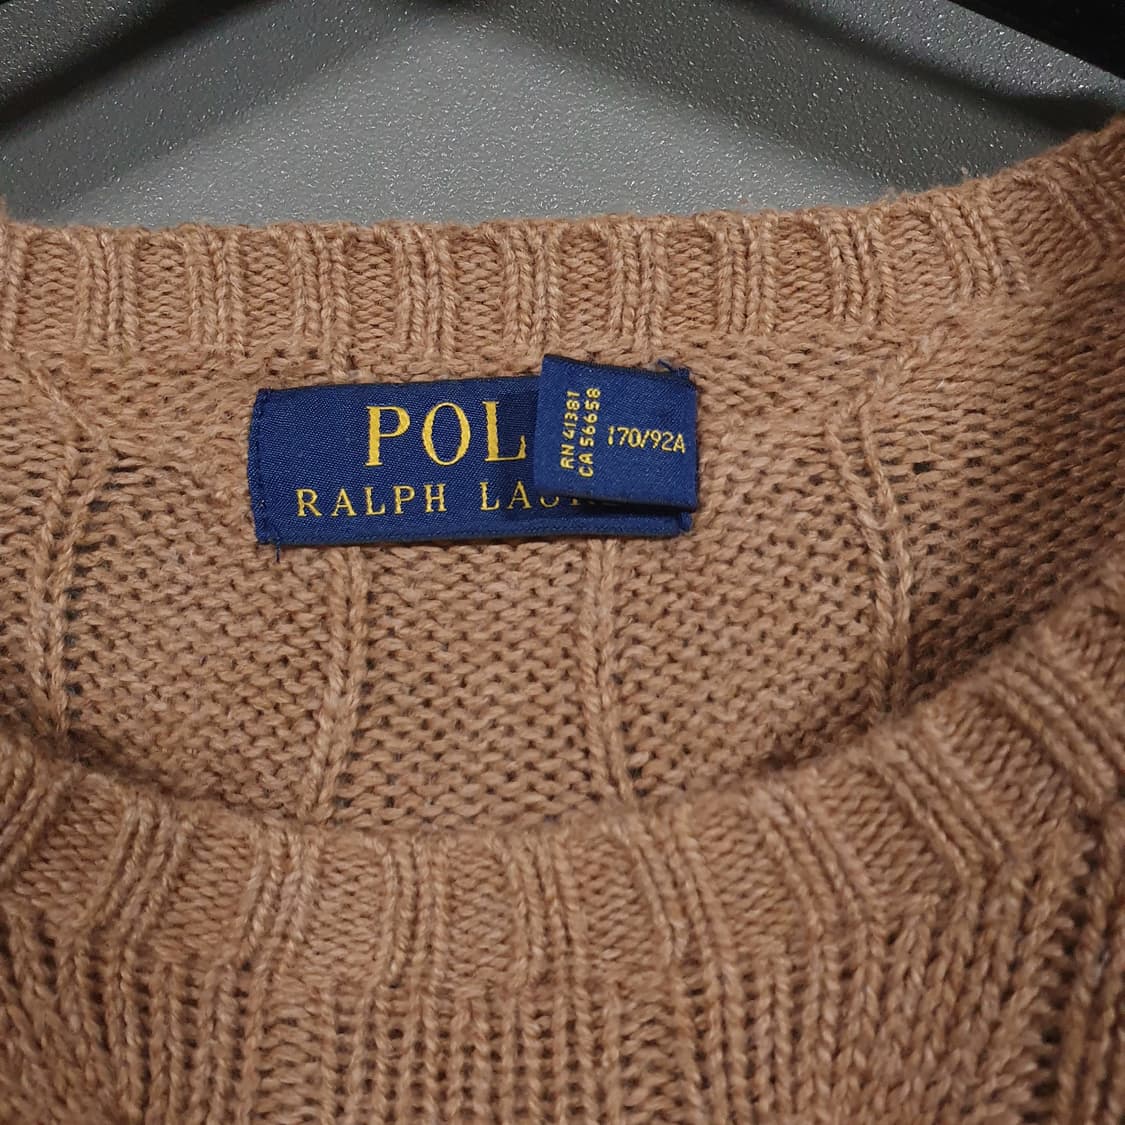 POL
RALPH LAU
RN 41381
CA 56658
170/92A